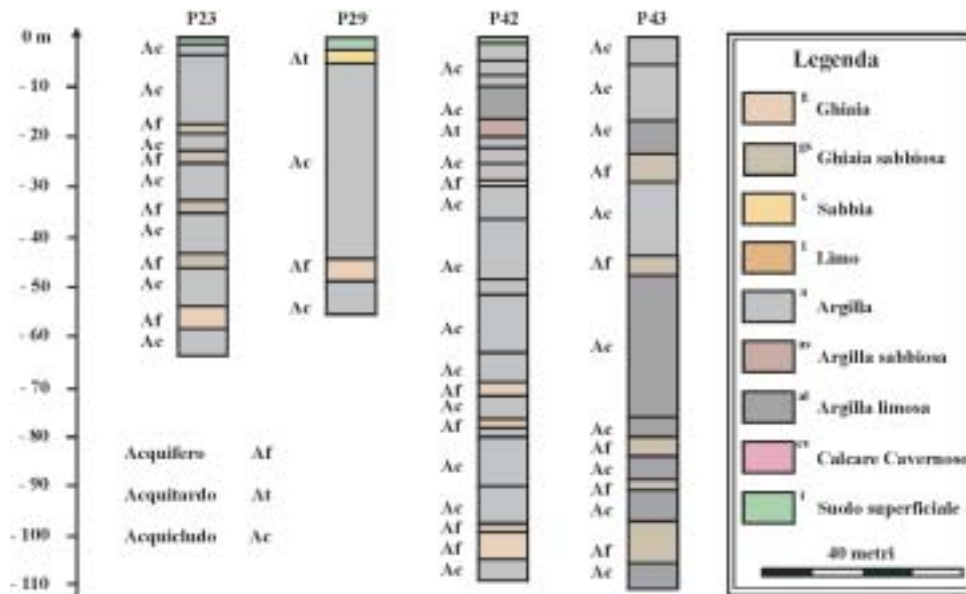 P23 P29 P42 P43
0 m
- 10
- 20
- 30
- 40
- 50
- 60
- 70
- 80
- 90
- 100
- 110
Ac
Ac
Af
Ac
Af
Ac
Af
Ac
Af
Ac
Af
Ac
At
Ac
Af
Ac
Ac
Ac
At
Ac
Af
Ac
Ac
Ac
Ac
Af
Ac
Af
Ac
Ac
Af
Af
Ac
Ac
Ac
Ac
Af
Ac
Af
Ac
Ac
Af
Ac
Af
Ac
Af
Ac
Acquifero Af
Acquitardo At
Acquicludo Ac
Legenda
g Ghiaia
gs Ghiaia sabbiosa
s Sabbia
l Limo
a Argilla
as Argilla sabbiosa
al Argilla limosa
cv Calcare Cavernoso
Suolo superficiale
40 metri